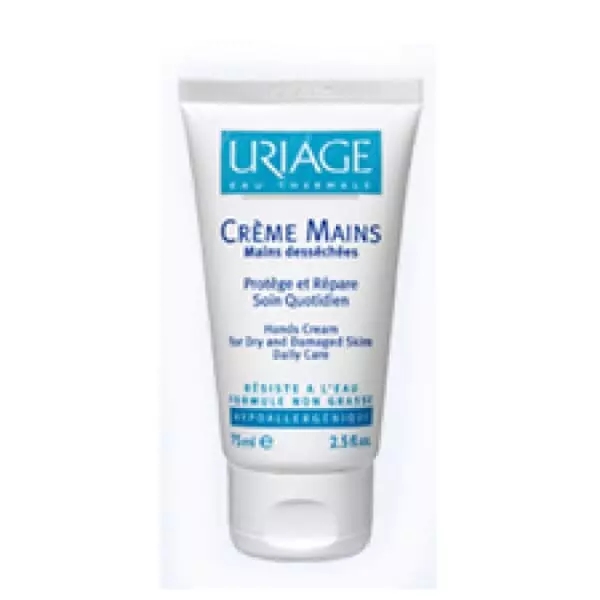 URIAGE
EAU THERMALE
CRÈME MAINS
Mains desséchées
Protège et Répare
Soin Quotidien
Hands Cream
for Dry and Damaged Skins
Daily Care
RÉSISTE A L'EAU
FORMULE NON GRASSE
HYPOALLERGÉNIQUE
75ml e 2.5 fl.oz.